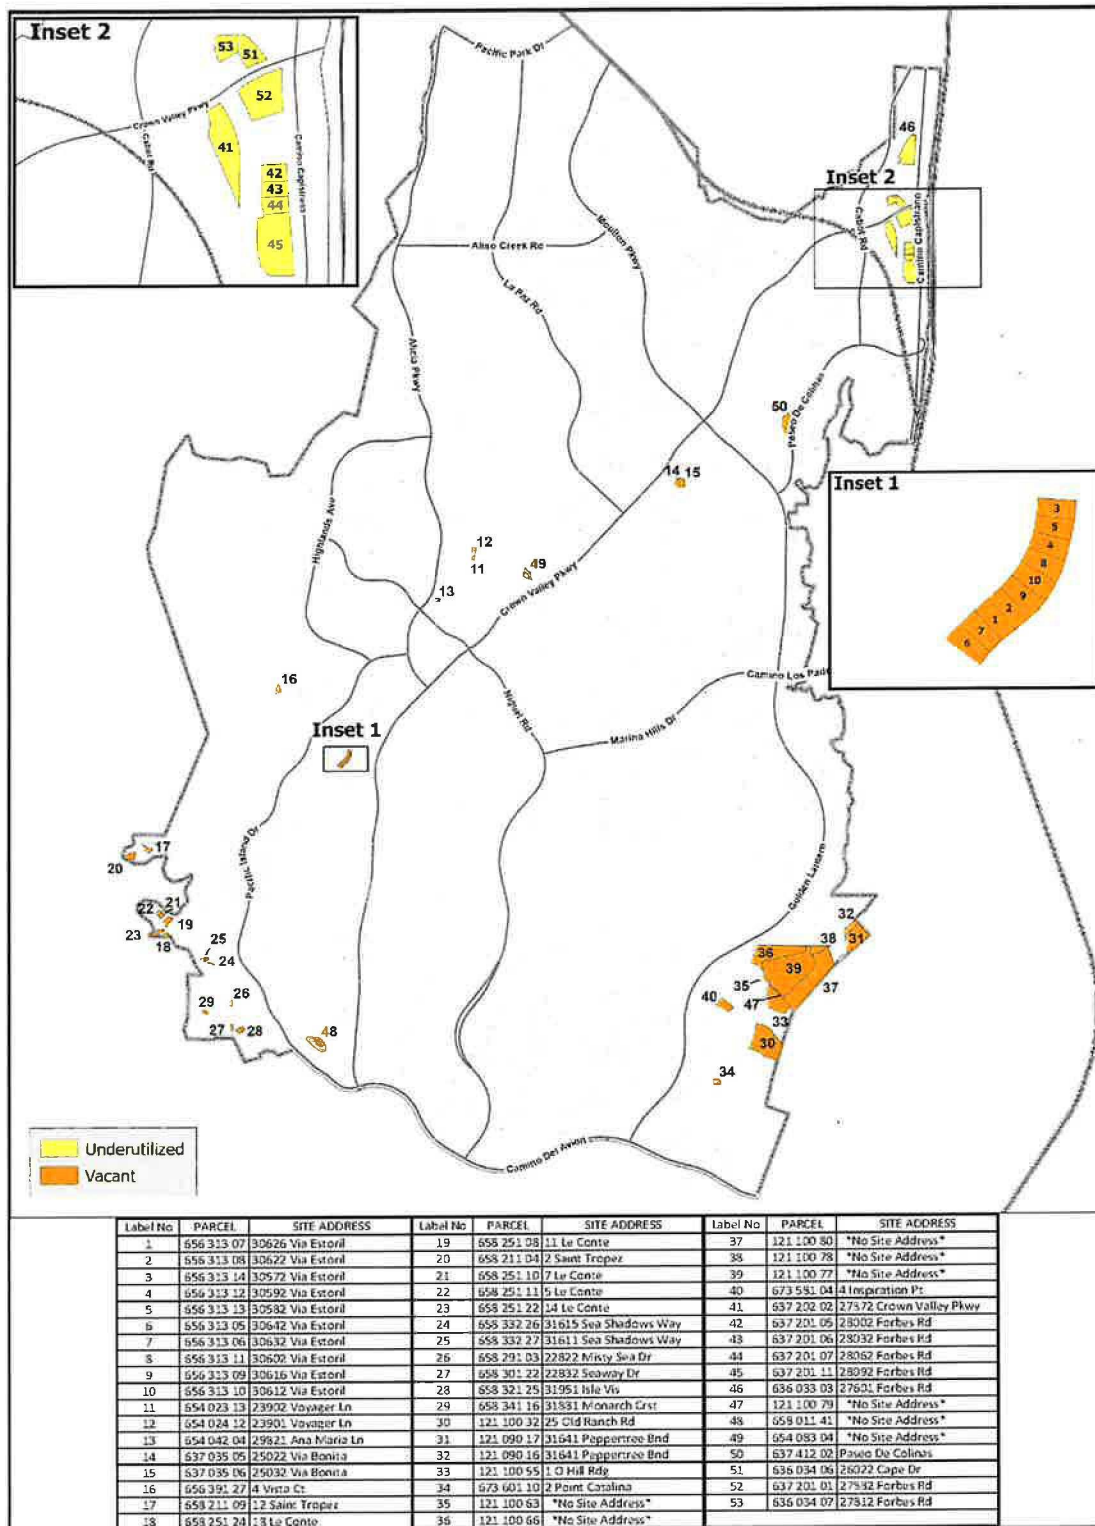 Inset 2
53
51
52
Crown Valley Pkwy
Cabot Rd
41
42
43
44
45
Camino Capistrano
Pacific Park Dr
46
Inset 2
Cabot Rd
Camino Capistrano
Moulton Pkwy
Aliso Creek Rd
La Paz Rd
Alicia Pkwy
50
Paseo De Colinas
14 15
Inset 1
3
5
4
8
10
9
2
1
7
6
Highlands Ave
12
11
49
13
Crown Valley Pkwy
16
Camino Los Pad
Niguel Rd
Marina Hills Dr
Inset 1
Pacific Island Dr
Golden Lantern
17
20
21
22
19
23
18
25
24
26
29
27
28
48
32
31
38
36
39
35
37
47
40
33
30
34
Camino Del Avion
Underutilized
Vacant
Label No PARCEL SITE ADDRESS Label No PARCEL SITE ADDRESS Label No PARCEL SITE ADDRESS
1 656 313 07 30626 Via Estoril 19 658 251 08 11 Le Conte 37 121 100 80 *No Site Address*
2 656 313 08 30622 Via Estoril 20 658 211 04 2 Saint Tropez 38 121 100 78 *No Site Address*
3 656 313 14 30572 Via Estoril 21 658 251 10 7 Le Conte 39 121 100 77 *No Site Address*
4 656 313 12 30592 Via Estoril 22 658 251 11 5 Le Conte 40 673 581 04 4 Inspiration Pt
5 656 313 13 30582 Via Estoril 23 658 251 22 14 Le Conte 41 637 202 02 27372 Crown Valley Pkwy
6 656 313 05 30642 Via Estoril 24 658 332 26 31615 Sea Shadows Way 42 637 201 05 28002 Forbes Rd
7 656 313 06 30632 Via Estoril 25 658 332 27 31611 Sea Shadows Way 43 637 201 06 28032 Forbes Rd
8 656 313 11 30602 Via Estoril 26 658 291 03 22822 Misty Sea Dr 44 637 201 07 28062 Forbes Rd
9 656 313 09 30616 Via Estoril 27 658 301 22 22832 Seaway Dr 45 637 201 11 28092 Forbes Rd
10 656 313 10 30612 Via Estoril 28 658 321 25 31951 Isle Vis 46 636 033 03 27601 Forbes Rd
11 654 023 13 23902 Voyager Ln 29 658 341 16 31831 Monarch Crst 47 121 100 79 *No Site Address*
12 654 024 12 23901 Voyager Ln 30 121 100 32 25 Old Ranch Rd 48 658 011 41 *No Site Address*
13 654 042 04 29821 Ana Maria Ln 31 121 090 17 31641 Peppertree Bnd 49 654 083 04 *No Site Address*
14 637 035 05 25022 Via Bonita 32 121 090 16 31641 Peppertree Bnd 50 637 412 02 Paseo De Colinas
15 637 035 06 25032 Via Bonita 33 121 100 55 1 O Hill Rdg 51 636 034 06 26022 Cape Dr
16 656 391 27 4 Vista Ct 34 673 601 10 2 Point Catalina 52 637 201 01 27932 Forbes Rd
17 658 211 09 12 Saint Tropez 35 121 100 63 *No Site Address* 53 636 034 07 27812 Forbes Rd
18 658 251 24 13 Le Conte 36 121 100 66 *No Site Address*